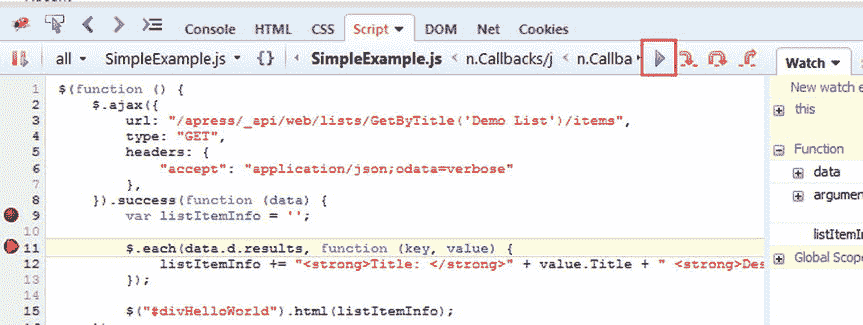 Console HTML CSS Script DOM Net Cookies
all SimpleExample.js {} SimpleExample.js < n.Callbacks/j < n.Callba
Watch
New watch e
this
Function
data
argumen
listItemIn
Global Scop
1 $(function () {
2 $.ajax({
3 url: "/apress/_api/web/lists/GetByTitle('Demo List')/items",
4 type: "GET",
5 headers: {
6 "accept": "application/json;odata=verbose"
7 },
8 }).success(function (data) {
9 var listItemInfo = '';
10
11 $.each(data.d.results, function (key, value) {
12 listItemInfo += "<strong>Title: </strong>" + value.Title + " <strong>Des
13 });
14
15 $("#divHelloWorld").html(listItemInfo);